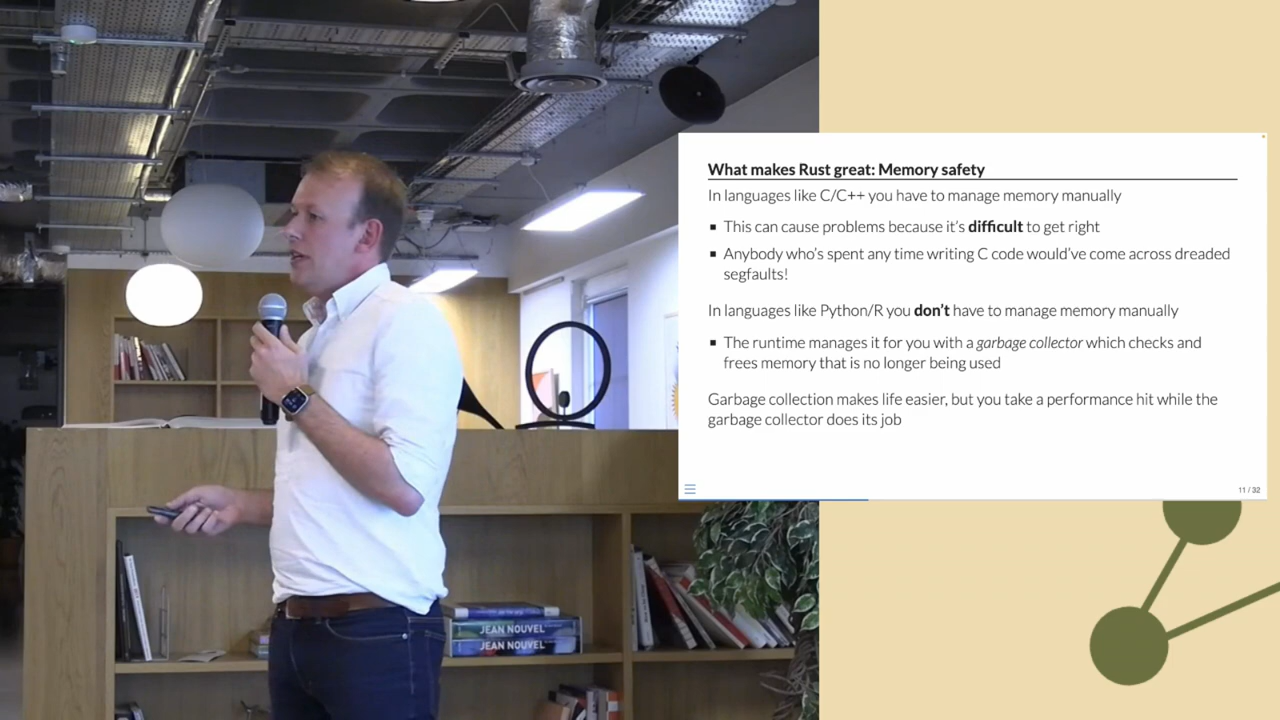 What makes Rust great: Memory safety
In languages like C/C++ you have to manage memory manually
▪ This can cause problems because it's difficult to get right
▪ Anybody who's spent any time writing C code would've come across dreaded
segfaults!
In languages like Python/R you don't have to manage memory manually
▪ The runtime manages it for you with a garbage collector which checks and
frees memory that is no longer being used
Garbage collection makes life easier, but you take a performance hit while the
garbage collector does its job
11 / 32
JEAN NOUVEL
JEAN NOUVEL